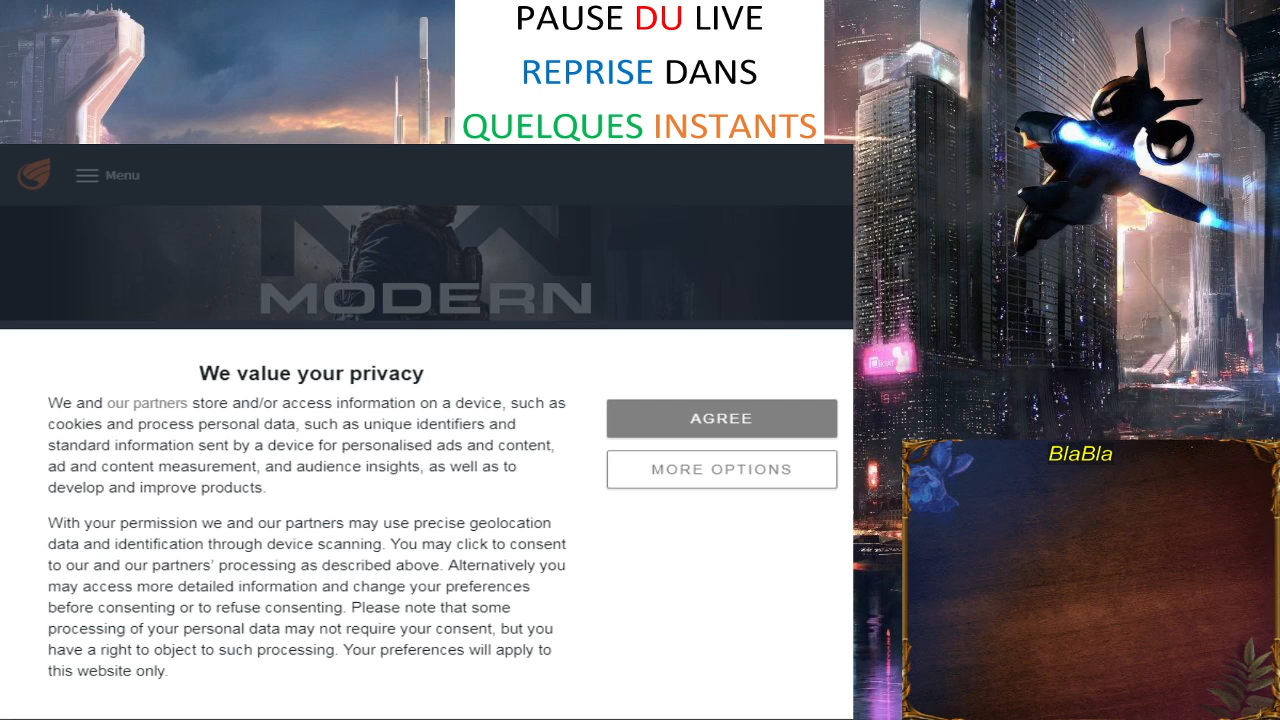 PAUSE DU LIVE
REPRISE DANS
QUELQUES INSTANTS
Menu
MODERN
We value your privacy
We and our partners store and/or access information on a device, such as
cookies and process personal data, such as unique identifiers and
standard information sent by a device for personalised ads and content,
ad and content measurement, and audience insights, as well as to
develop and improve products.
With your permission we and our partners may use precise geolocation
data and identification through device scanning. You may click to consent
to our and our partners’ processing as described above. Alternatively you
may access more detailed information and change your preferences
before consenting or to refuse consenting. Please note that some
processing of your personal data may not require your consent, but you
have a right to object to such processing. Your preferences will apply to
this website only.
AGREE
MORE OPTIONS
BlaBla